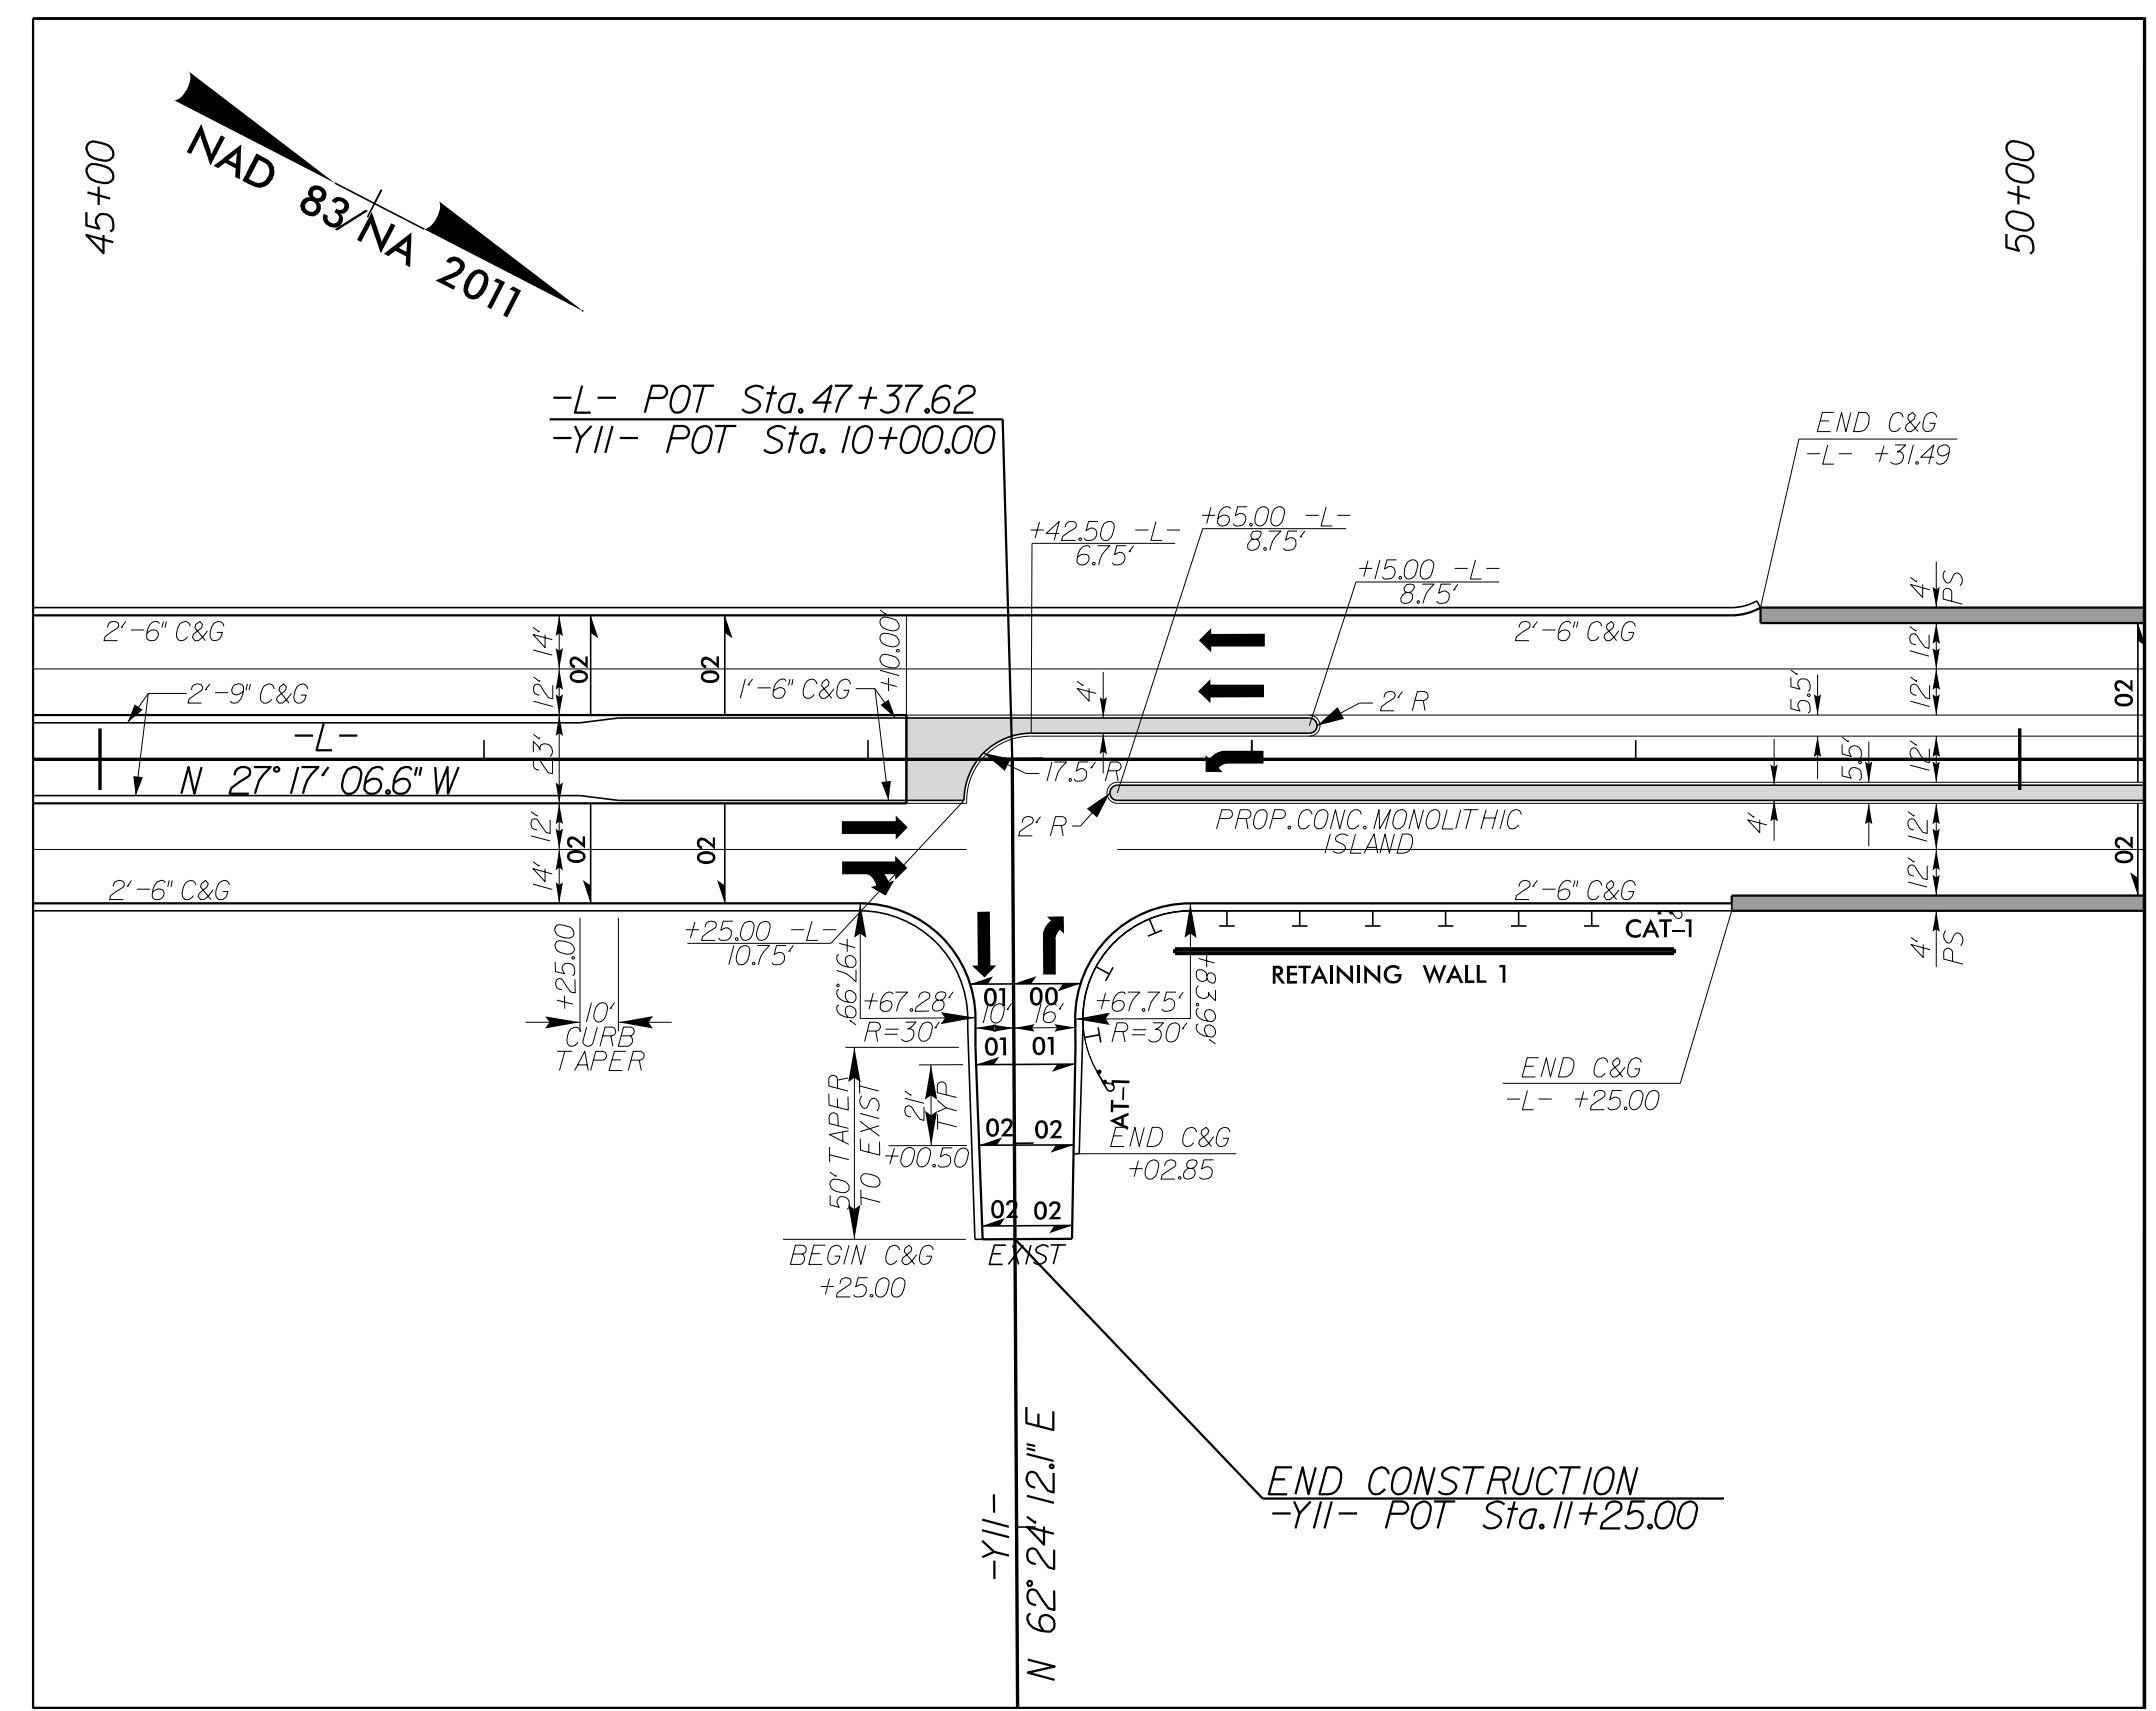 45+00
50+00
NAD 83/NA 2011
-L- POT Sta. 47+37.62
-Y11- POT Sta. 10+00.00
END C&G
-L- +31.49
+42.50 -L-
6.75'
+65.00 -L-
8.75'
+15.00 -L-
8.75'
4'
PS
2'-6" C&G
14'
02
02
+10.00'
2'-6" C&G
12'
2'-9" C&G
12'
1'-6" C&G
4'
2' R
5.5'
12'
02
-L-
23'
17.5' R
5.5'
12'
N 27° 17' 06.6" W
2' R
PROP. CONC. MONOLITHIC
ISLAND
4'
12'
12'
02
02
02
14'
12'
2'-6" C&G
2'-6" C&G
+25.00 -L-
10.75'
CAT-1
4'
PS
RETAINING WALL 1
+25.00
10'
CURB
TAPER
+97.99'
+67.28'
R=30'
01
00
10'
16'
+67.75'
R=30'
+83.99'
01
01
END C&G
-L- +25.00
50' TAPER
TO EXIST
21'
TYP
AT-1
02
02
+00.50
END C&G
+02.85
02
02
BEGIN C&G
+25.00
EXIST
END CONSTRUCTION
-Y11- POT Sta. 11+25.00
-Y11-
N 62° 24' 12.1" E